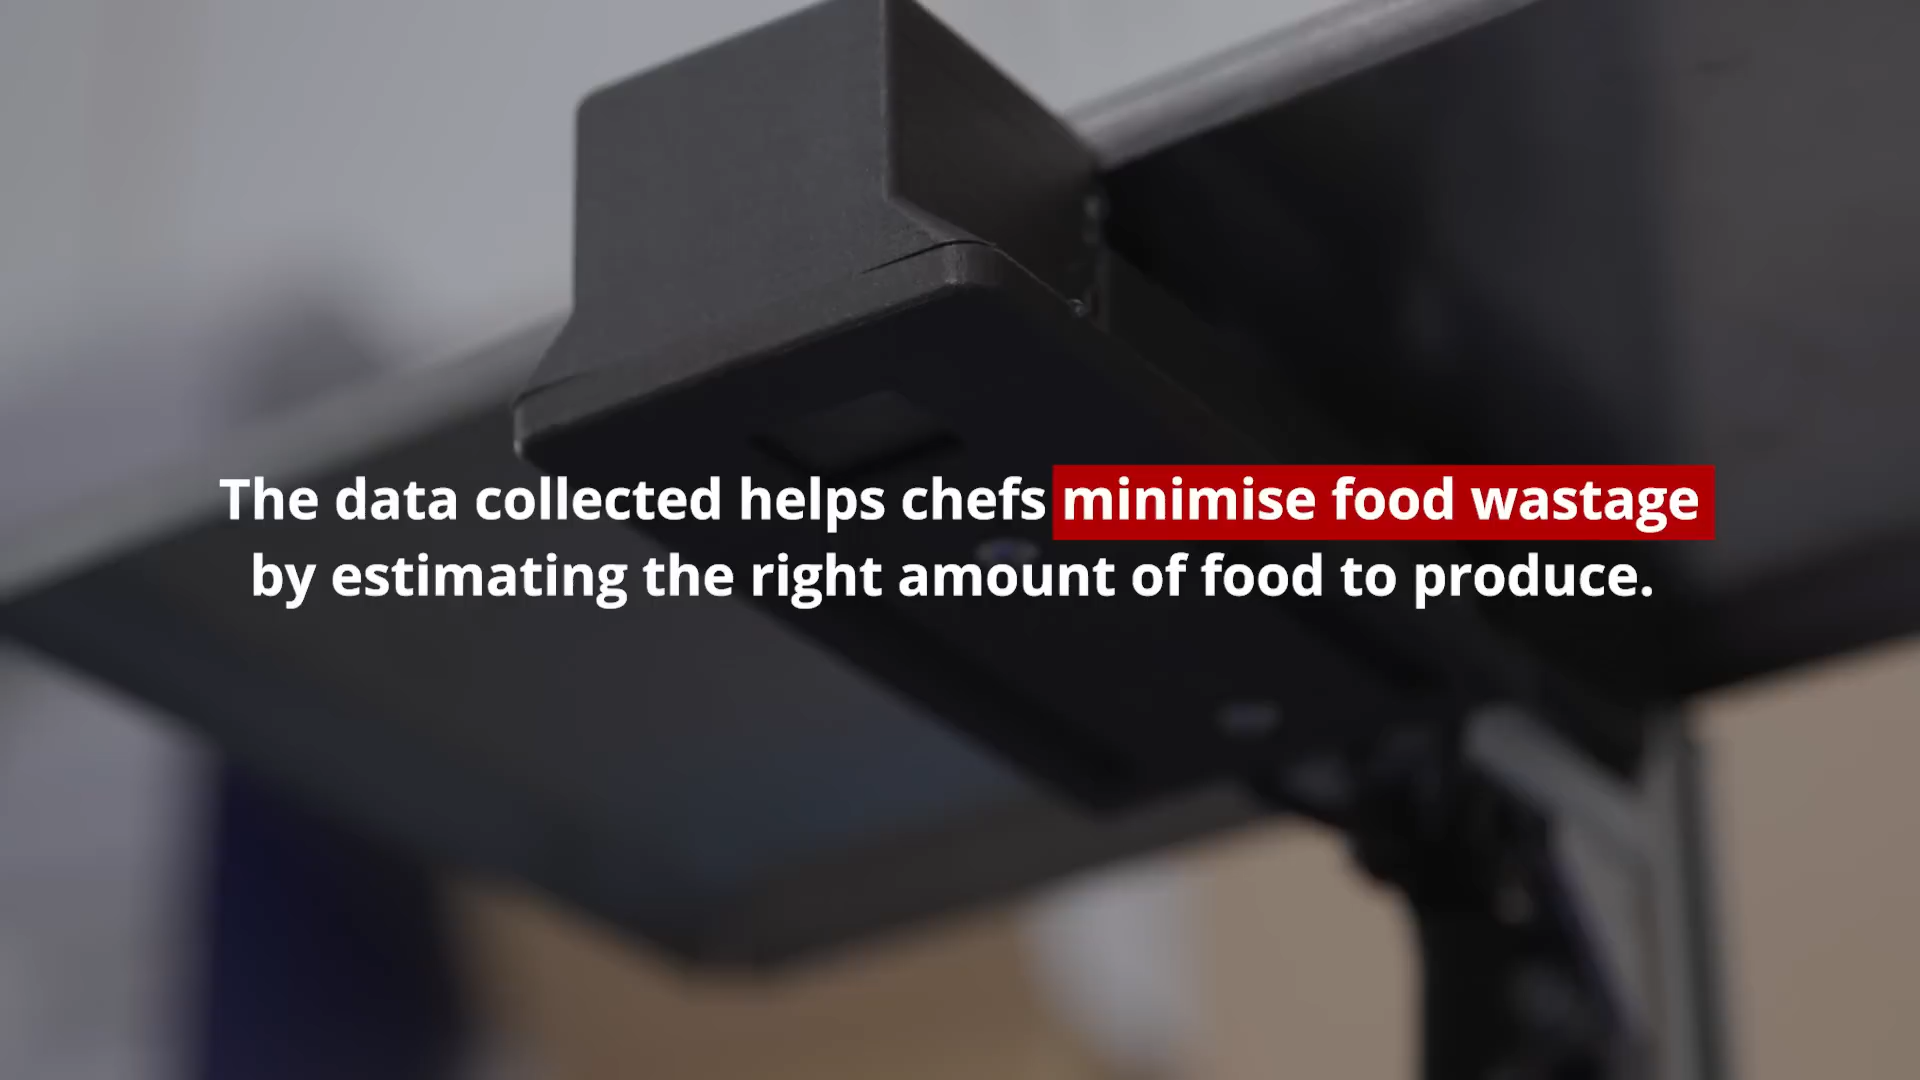 The data collected helps chefs minimise food wastage
by estimating the right amount of food to produce.